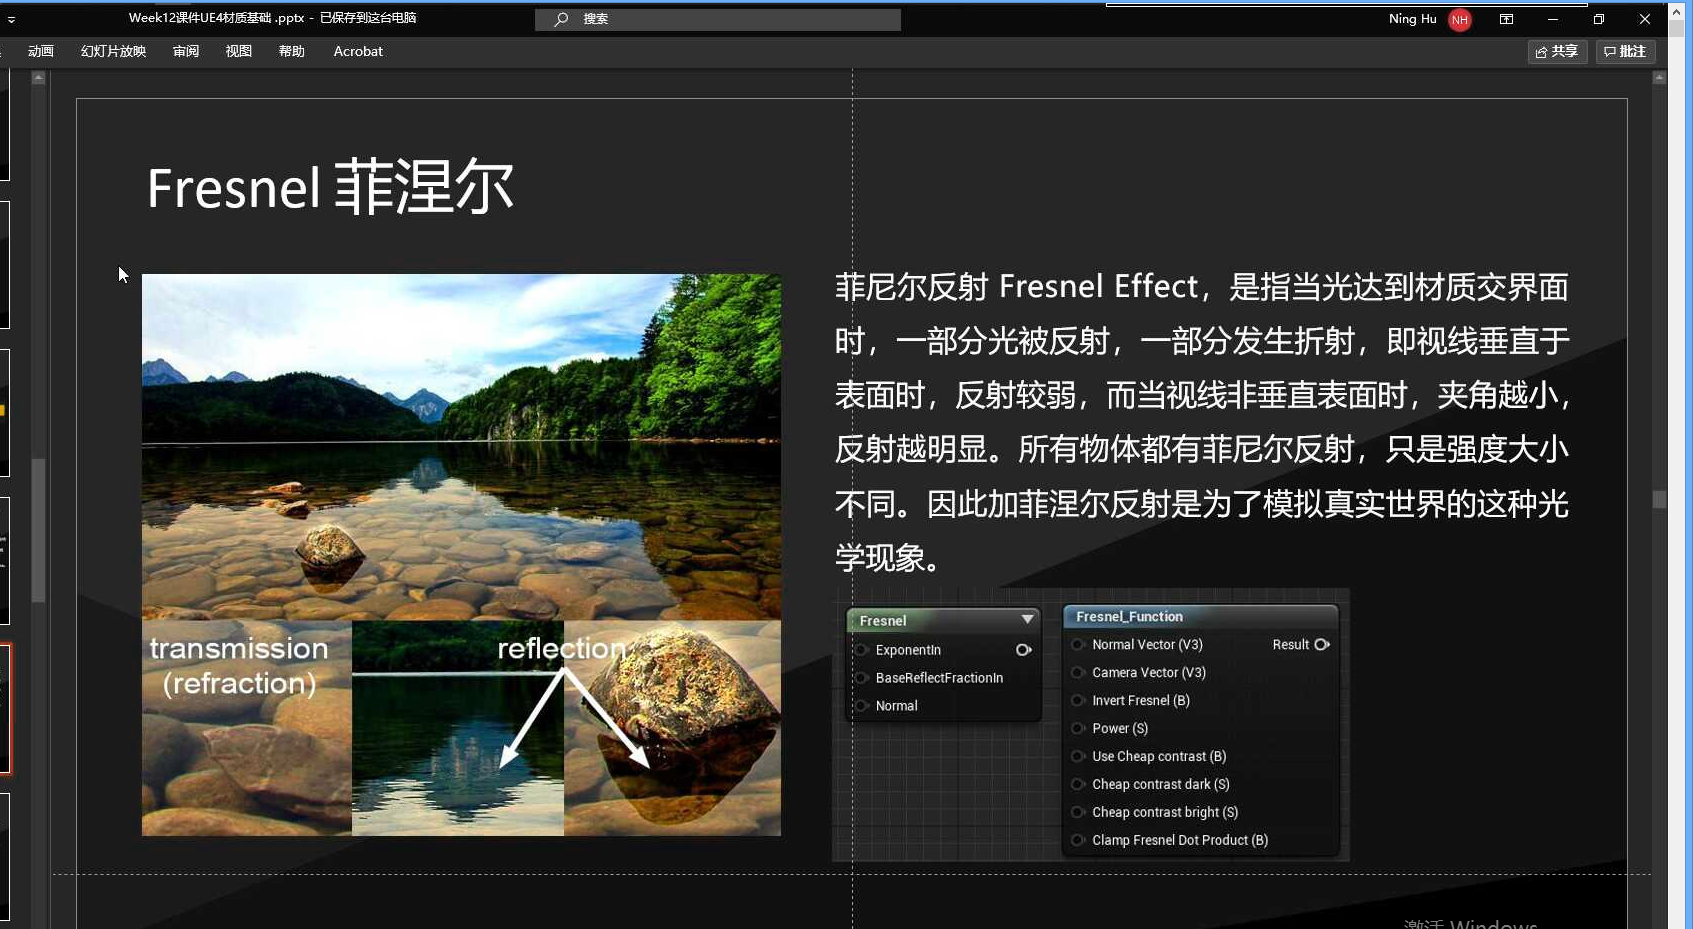 Week12课件UE4材质基础 .pptx - 已保存到这台电脑
搜索
Ning Hu
NH
动画
幻灯片放映
审阅
视图
帮助
Acrobat
共享
批注
Fresnel 菲涅尔
菲尼尔反射 Fresnel Effect，是指当光达到材质交界面
时，一部分光被反射，一部分发生折射，即视线垂直于
表面时，反射较弱，而当视线非垂直表面时，夹角越小，
反射越明显。所有物体都有菲尼尔反射，只是强度大小
不同。因此加菲涅尔反射是为了模拟真实世界的这种光
学现象。
transmission
(refraction)
reflection
Fresnel
ExponentIn
BaseReflectFractionIn
Normal
Fresnel_Function
Normal Vector (V3)
Result
Camera Vector (V3)
Invert Fresnel (B)
Power (S)
Use Cheap contrast (B)
Cheap contrast dark (S)
Cheap contrast bright (S)
Clamp Fresnel Dot Product (B)
激活 Windows